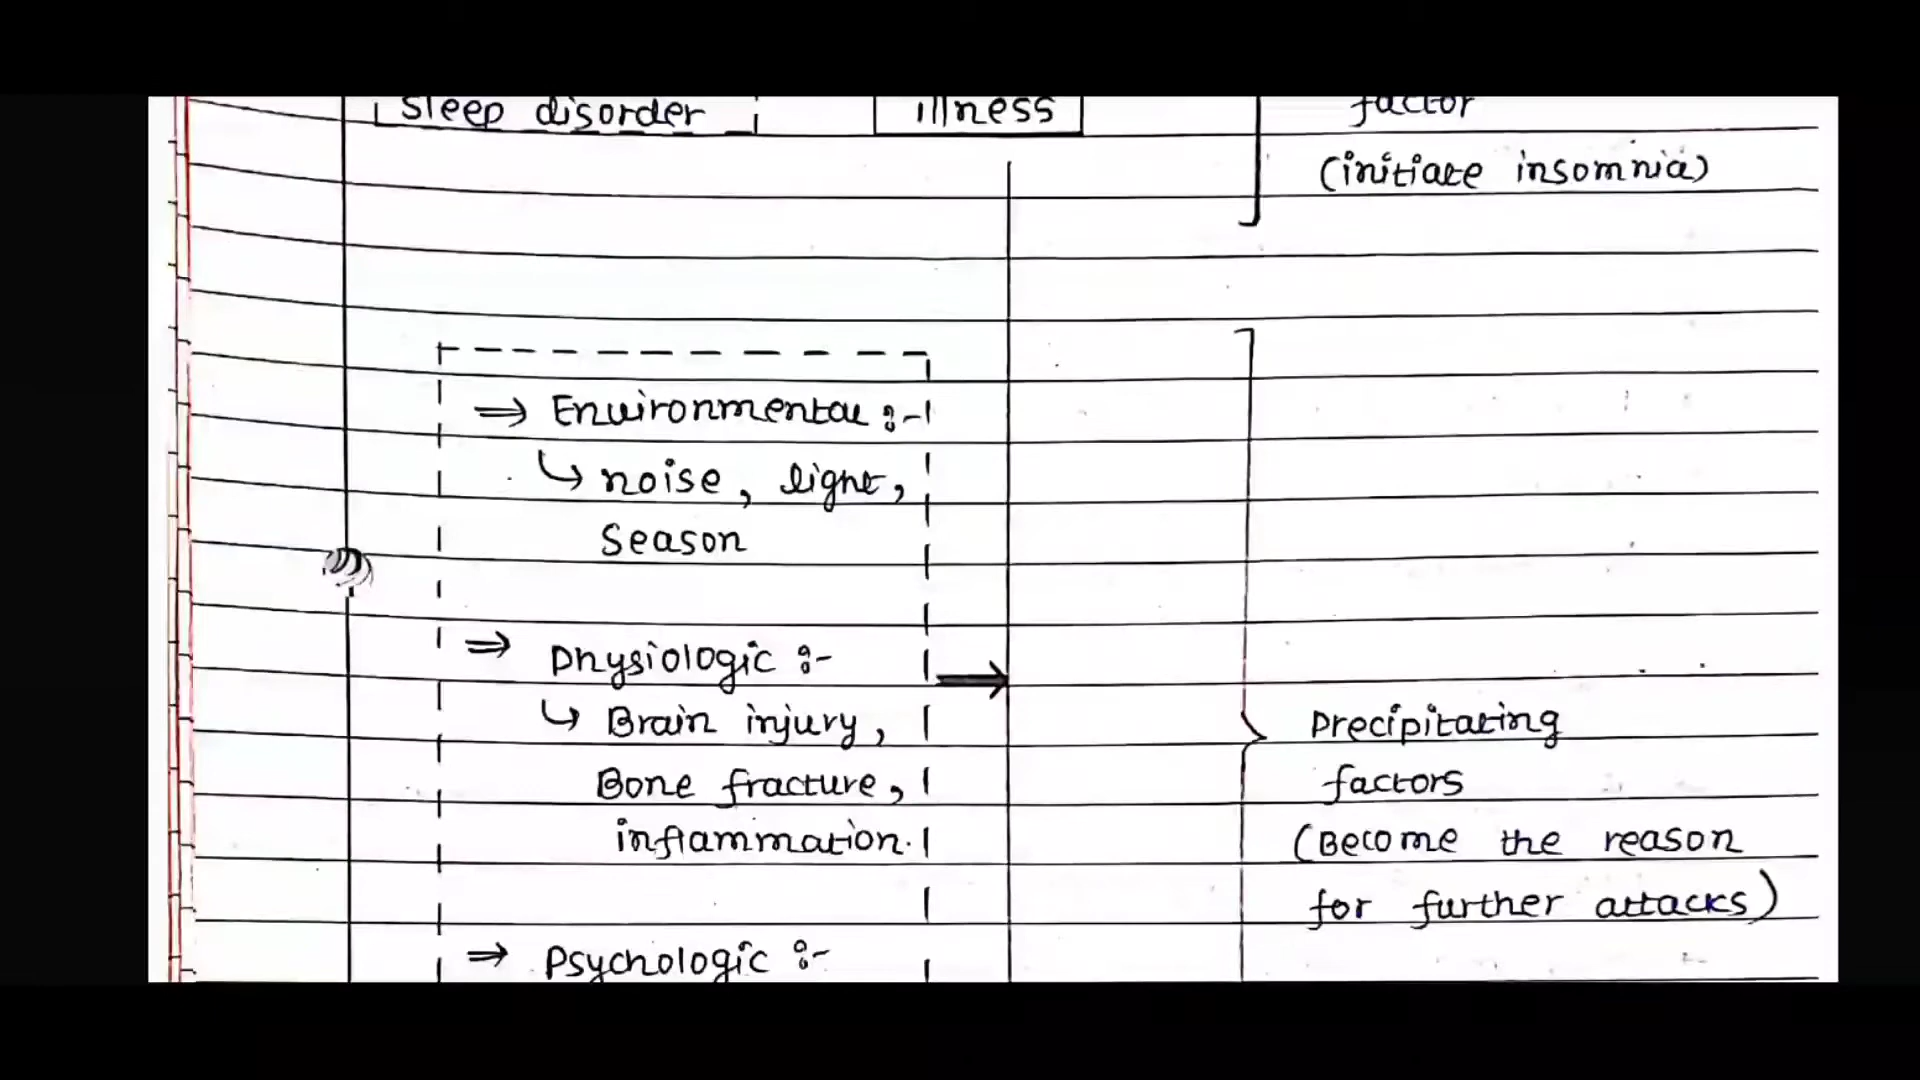 Sleep disorder
illness
factor
(initiate insomnia)
⇒ Environmental :-
↳ noise, light,
Season
⇒ Physiologic :-
↳ Brain injury,
Bone fracture,
inflammation.
⇒ Psychologic :-
Precipitating
factors
(Become the reason
for further attacks)